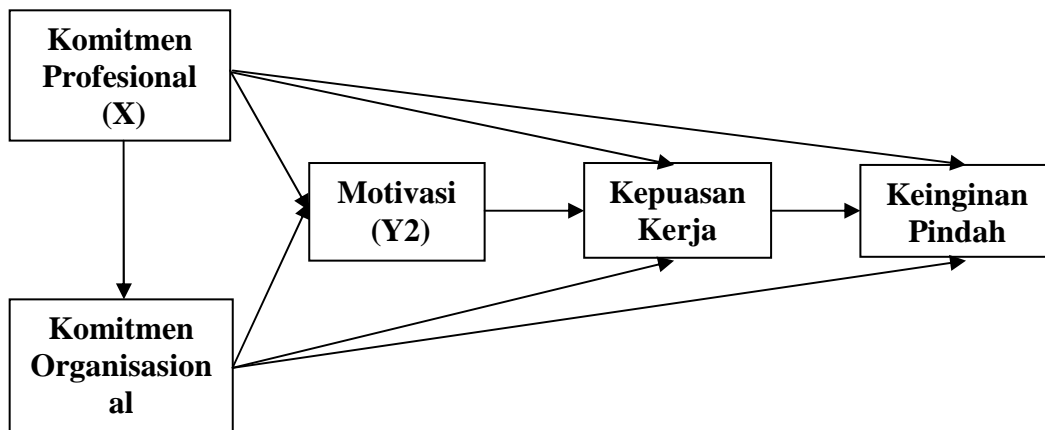 Komitmen
Profesional
(X)
Motivasi
(Y2)
Kepuasan
Kerja
Keinginan
Pindah
Komitmen
Organisasion
al